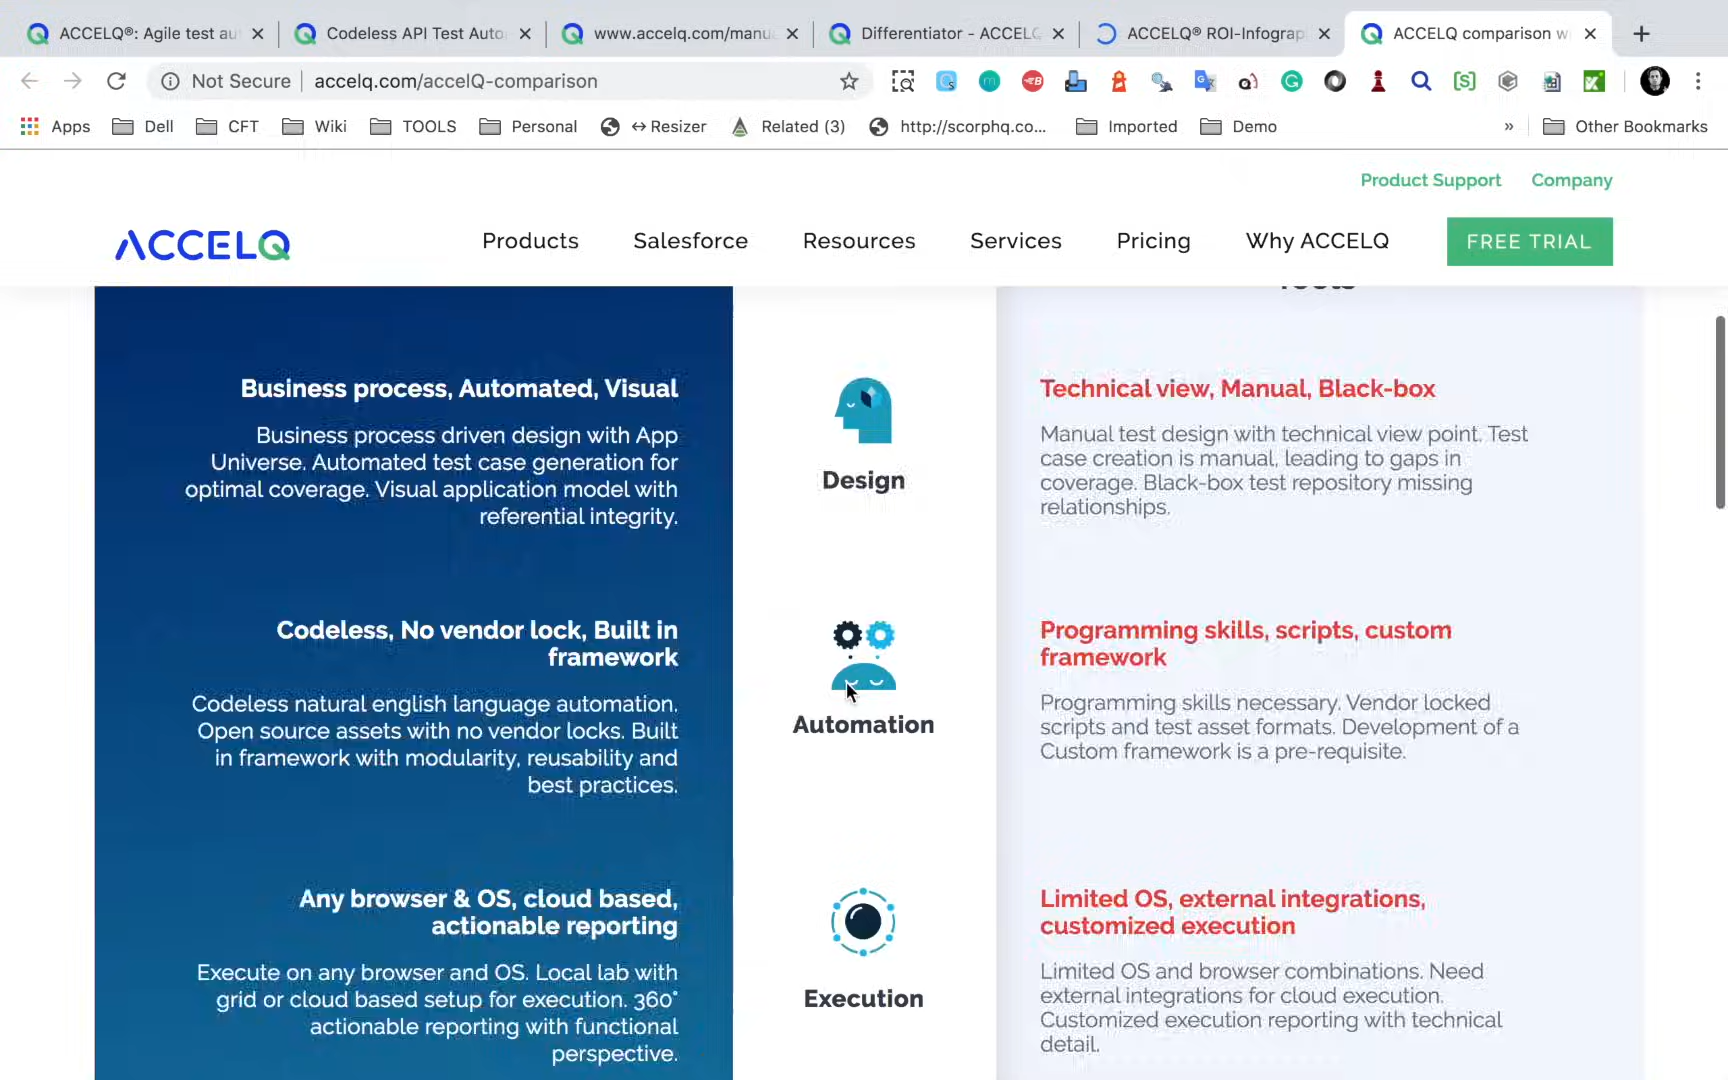 ACCELQ®: Agile test au
Codeless API Test Auto
www.accelq.com/manu
Differentiator - ACCELQ
ACCELQ® ROI-Infograp
ACCELQ comparison w
Not Secure
accelq.com/accelQ-comparison
Apps
Dell
CFT
Wiki
TOOLS
Personal
↔Resizer
Related (3)
http://scorphq.co...
Imported
Demo
»
Other Bookmarks
Product Support
Company
ACCELQ
Products
Salesforce
Resources
Services
Pricing
Why ACCELQ
FREE TRIAL
Business process, Automated, Visual
Business process driven design with App
Universe. Automated test case generation for
optimal coverage. Visual application model with
referential integrity.
Design
Technical view, Manual, Black-box
Manual test design with technical view point. Test
case creation is manual, leading to gaps in
coverage. Black-box test repository missing
relationships.
Codeless, No vendor lock, Built in
framework
Codeless natural english language automation.
Open source assets with no vendor locks. Built
in framework with modularity, reusability and
best practices.
Automation
Programming skills, scripts, custom
framework
Programming skills necessary. Vendor locked
scripts and test asset formats. Development of a
Custom framework is a pre-requisite.
Any browser & OS, cloud based,
actionable reporting
Execute on any browser and OS. Local lab with
grid or cloud based setup for execution. 360°
actionable reporting with functional
perspective.
Execution
Limited OS, external integrations,
customized execution
Limited OS and browser combinations. Need
external integrations for cloud execution.
Customized execution reporting with technical
detail.